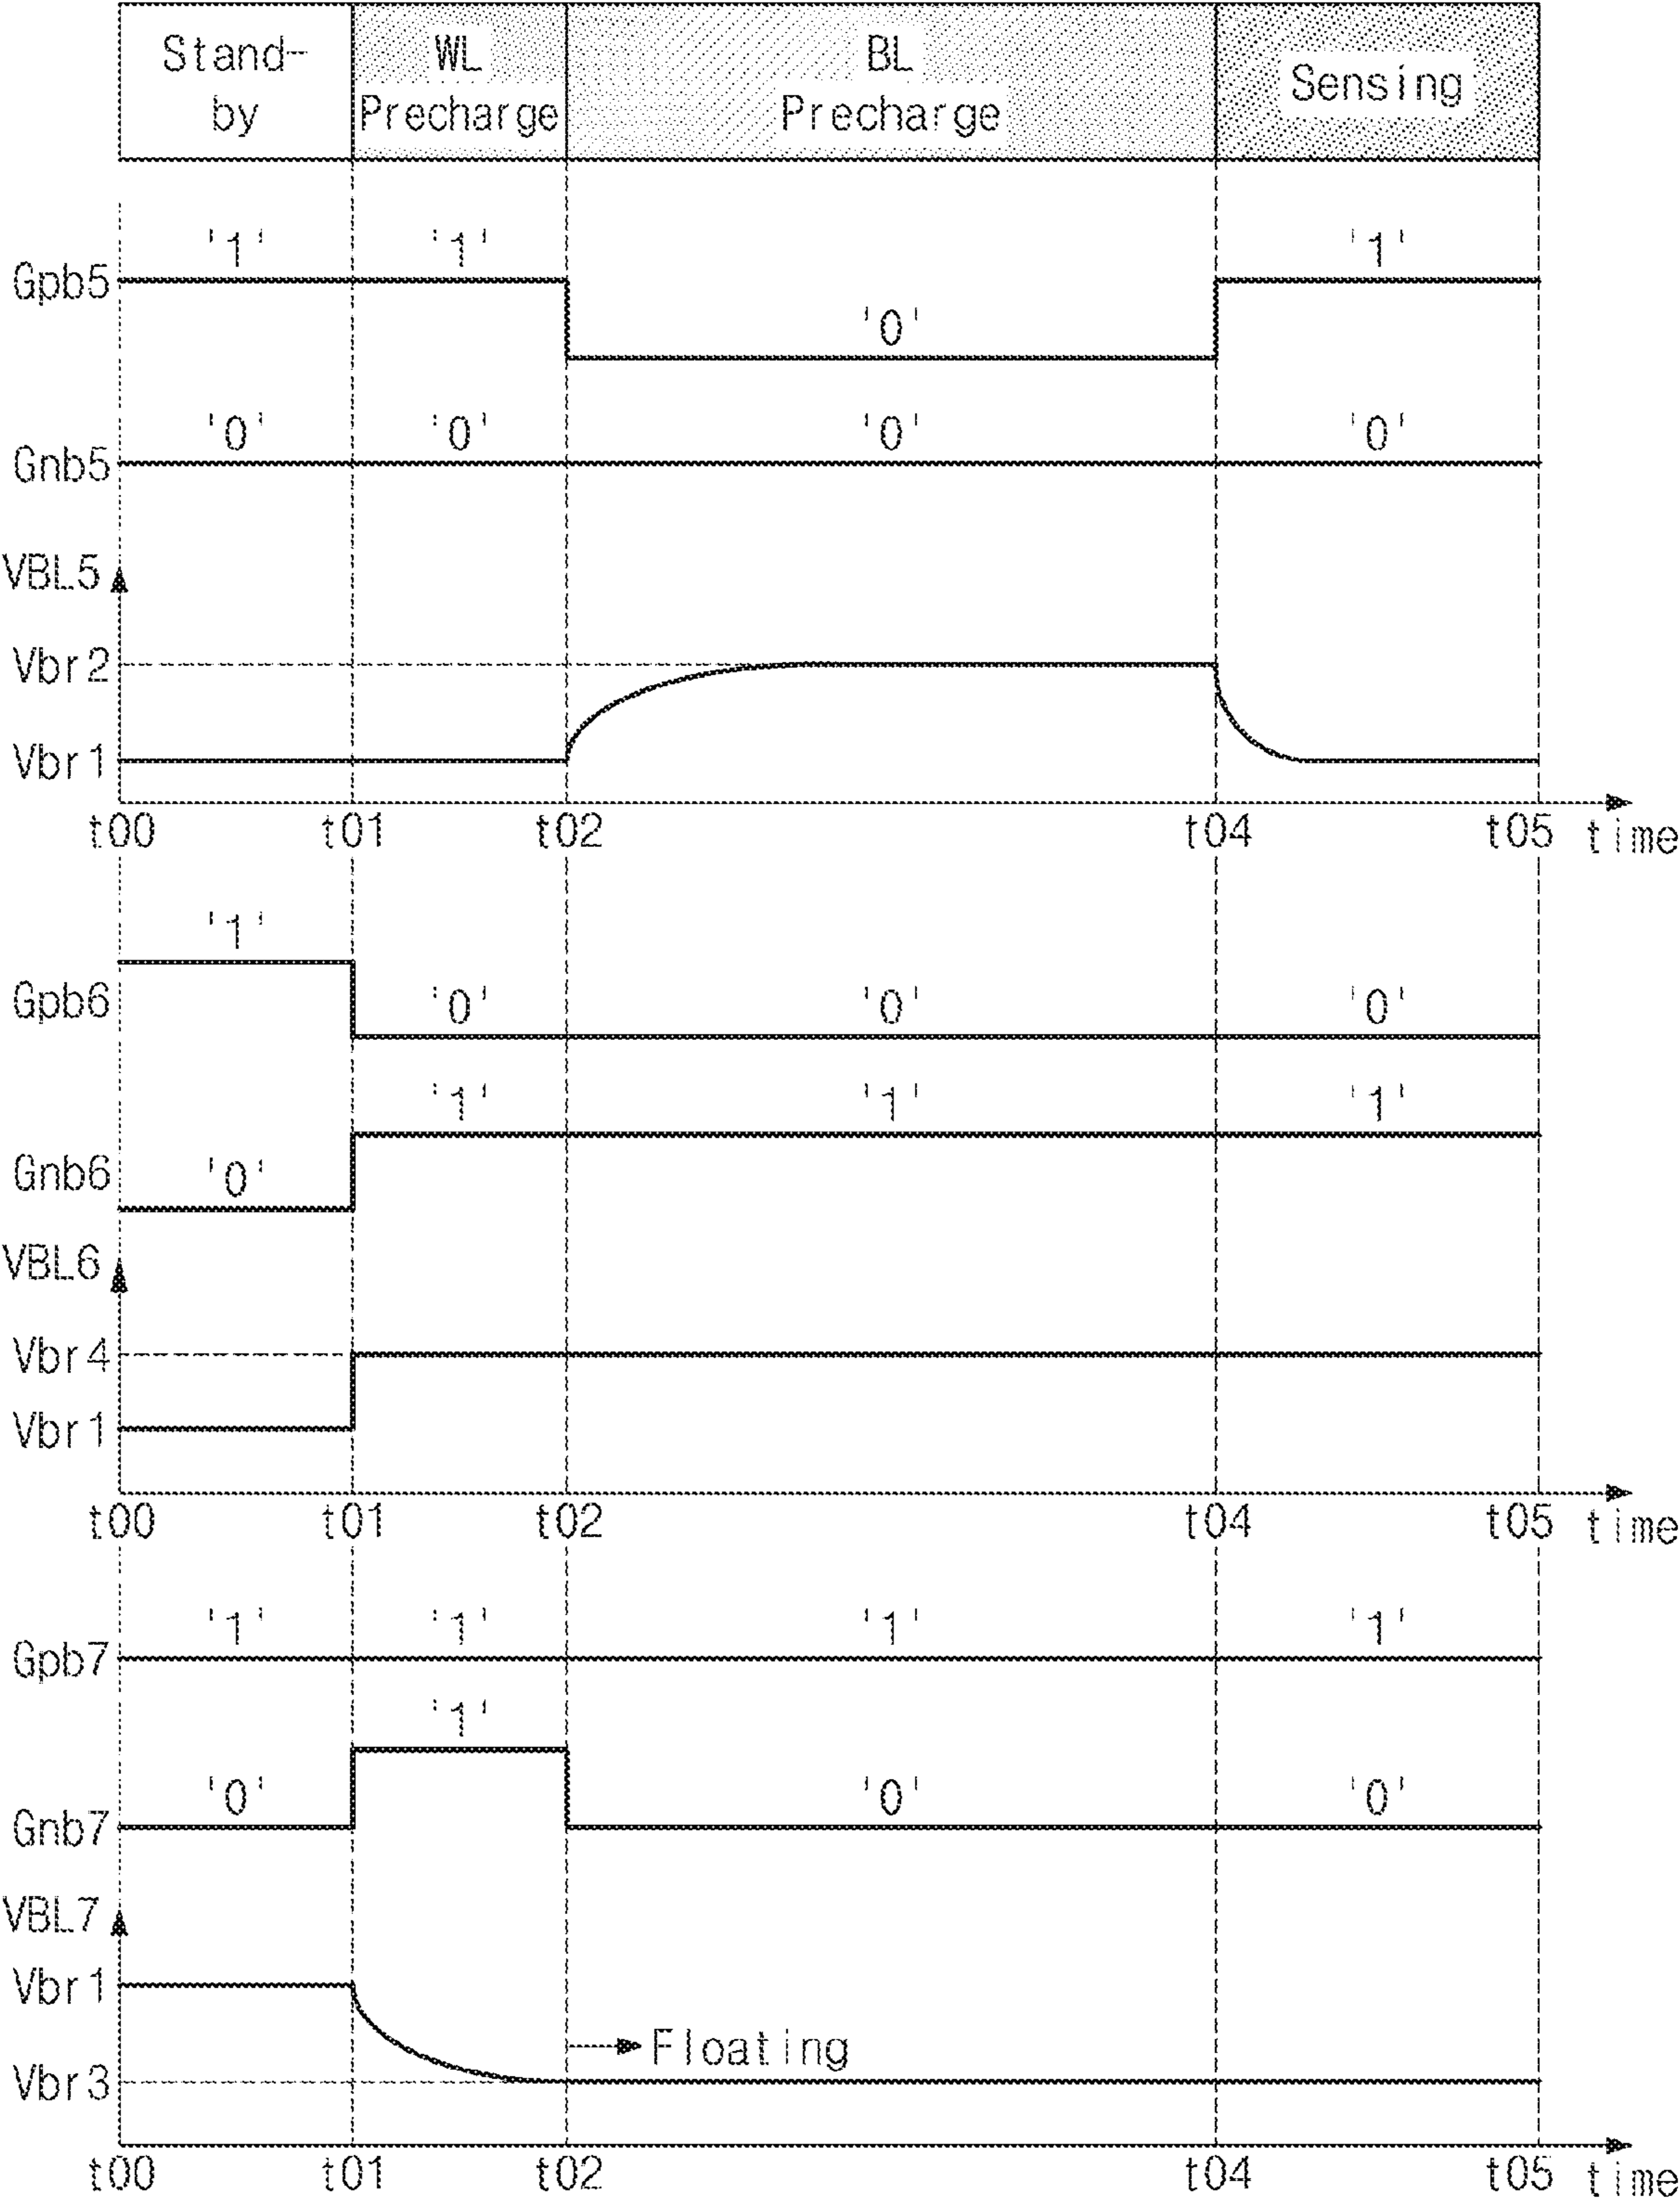 Stand-
by
WL
Precharge
BL
Precharge
Sensing
'1' '1' '1'
Gpb5
'0'
'0' '0' '0' '0'
Gnb5
VBL5
Vbr2
Vbr1
t00 t01 t02 t04 t05 time
'1'
Gpb6 '0' '0' '0'
'1' '1' '1'
Gnb6 '0'
VBL6
Vbr4
Vbr1
t00 t01 t02 t04 t05 time
'1' '1' '1' '1'
Gpb7
'1'
'0' '0' '0'
Gnb7
VBL7
Vbr1
Floating
Vbr3
t00 t01 t02 t04 t05 time